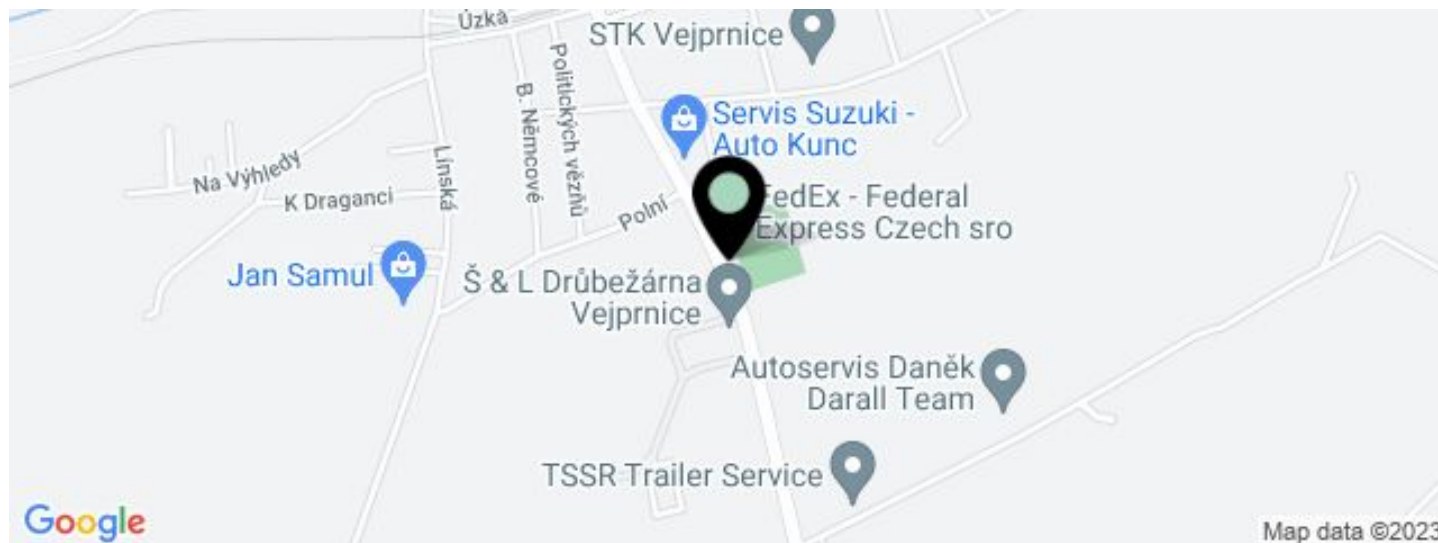 Úzká
STK Vejprnice
Politických vězňů
B. Němcové
Servis Suzuki -
Auto Kunc
Línská
Na Výhledy
K Draganci
Polní
FedEx - Federal
Express Czech sro
Jan Samul
Š & L Drůbežárna
Vejprnice
Autoservis Daněk
Darall Team
TSSR Trailer Service
Google
Map data ©2023